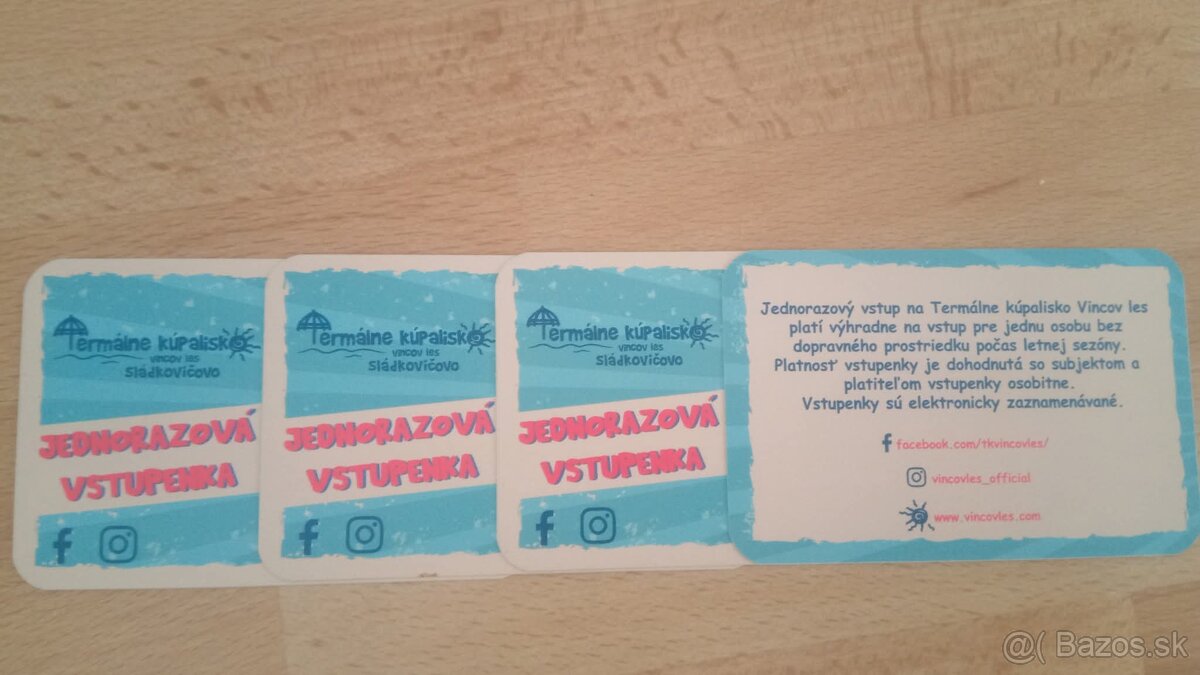 Termálne kúpalisko
vincov les
Sládkovičovo
JEDNORAZOVÁ
VSTUPENKA
Termálne kúpalisko
vincov les
Sládkovičovo
JEDNORAZOVÁ
VSTUPENKA
Termálne kúpalisko
vincov les
Sládkovičovo
JEDNORAZOVÁ
VSTUPENKA
Jednorazový vstup na Termálne kúpalisko Vincov les
platí výhradne na vstup pre jednu osobu bez
dopravného prostriedku počas letnej sezóny.
Platnosť vstupenky je dohodnutá so subjektom a
platiteľom vstupenky osobitne.
Vstupenky sú elektronicky zaznamenávané.
facebook.com/tkvincovles/
vincovles_official
www.vincovles.com
@( Bazos.sk